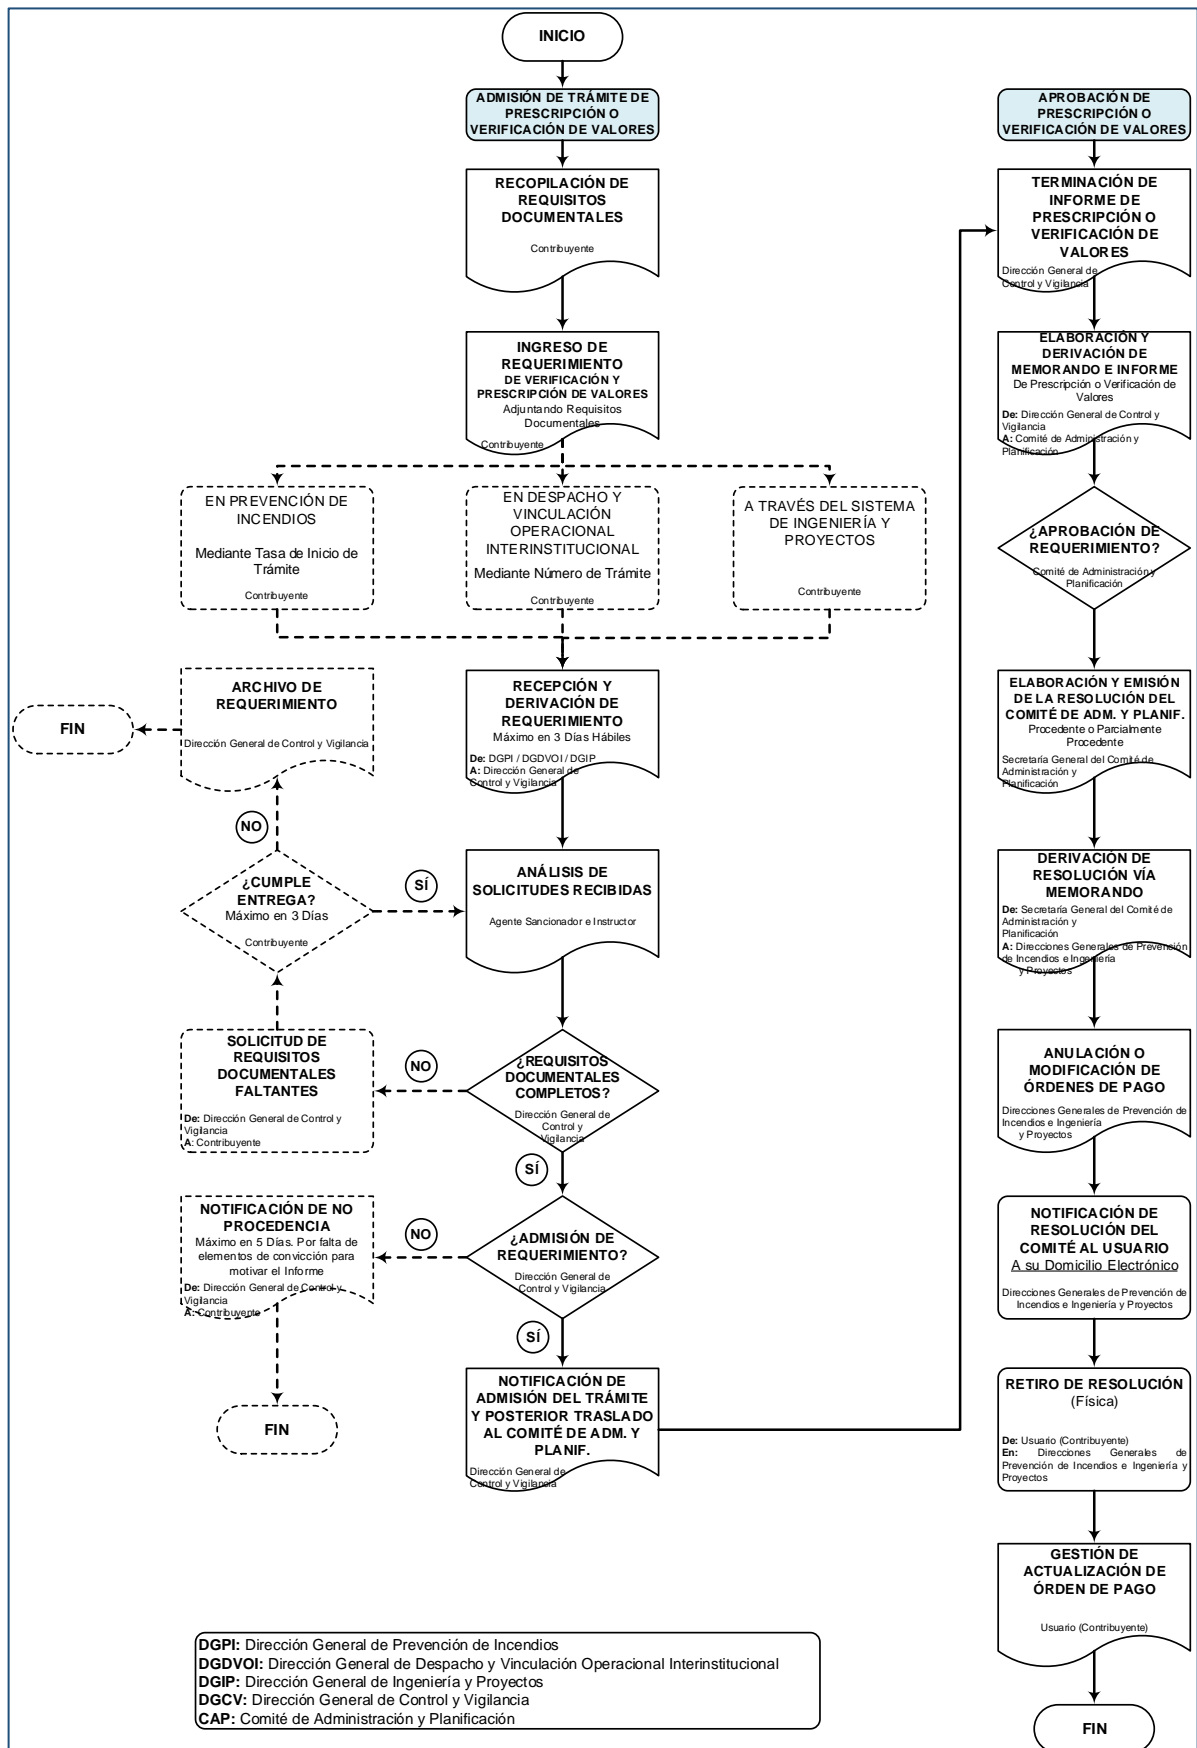 INICIO
ADMISIÓN DE TRÁMITE DE
PRESCRIPCIÓN O
VERIFICACIÓN DE VALORES
RECOPILACIÓN DE
REQUISITOS
DOCUMENTALES
Contribuyente
INGRESO DE
REQUERIMIENTO
DE VERIFICACIÓN Y
PRESCRIPCIÓN DE VALORES
Adjuntando Requisitos
Documentales
Contribuyente
EN PREVENCIÓN DE
INCENDIOS
Mediante Tasa de Inicio de
Trámite
Contribuyente
EN DESPACHO Y
VINCULACIÓN
OPERACIONAL
INTERINSTITUCIONAL
Mediante Número de Trámite
Contribuyente
A TRAVÉS DEL SISTEMA
DE INGENIERÍA Y
PROYECTOS
Contribuyente
RECEPCIÓN Y
DERIVACIÓN DE
REQUERIMIENTO
Máximo en 3 Días Hábiles
De: DGPI / DGDVOI / DGIP
A: Dirección General de
Control y Vigilancia
ARCHIVO DE
REQUERIMIENTO
Dirección General de Control y Vigilancia
FIN
NO
¿CUMPLE
ENTREGA?
Máximo en 3 Días
Contribuyente
SÍ
ANÁLISIS DE
SOLICITUDES RECIBIDAS
Agente Sancionador e Instructor
SOLICITUD DE
REQUISITOS
DOCUMENTALES
FALTANTES
De: Dirección General de Control y
Vigilancia
A: Contribuyente
NO
¿REQUISITOS
DOCUMENTALES
COMPLETOS?
Dirección General de
Control y
Vigilancia
SÍ
NOTIFICACIÓN DE NO
PROCEDENCIA
Máximo en 5 Días. Por falta de
elementos de convicción para
motivar el Informe
De: Dirección General de Control y
Vigilancia
A: Contribuyente
NO
¿ADMISIÓN DE
REQUERIMIENTO?
Dirección General de
Control y Vigilancia
SÍ
FIN
NOTIFICACIÓN DE
ADMISIÓN DEL TRÁMITE
Y POSTERIOR TRASLADO
AL COMITÉ DE ADM. Y
PLANIF.
Dirección General de
Control y Vigilancia
APROBACIÓN DE
PRESCRIPCIÓN O
VERIFICACIÓN DE VALORES
TERMINACIÓN DE
INFORME DE
PRESCRIPCIÓN O
VERIFICACIÓN DE
VALORES
Dirección General de
Control y Vigilancia
ELABORACIÓN Y
DERIVACIÓN DE
MEMORANDO E INFORME
De Prescripción o Verificación de
Valores
De: Dirección General de Control y
Vigilancia
A: Comité de Administración y
Planificación
¿APROBACIÓN DE
REQUERIMIENTO?
Comité de Administración y
Planificación
ELABORACIÓN Y EMISIÓN
DE LA RESOLUCIÓN DEL
COMITÉ DE ADM. Y PLANIF.
Procedente o Parcialmente
Procedente
Secretaría General del Comité de
Administración y
Planificación
DERIVACIÓN DE
RESOLUCIÓN VÍA
MEMORANDO
De: Secretaría General del Comité de
Administración y
Planificación
A: Direcciones Generales de Prevención
de Incendios e Ingeniería
y Proyectos
ANULACIÓN O
MODIFICACIÓN DE
ÓRDENES DE PAGO
Direcciones Generales de Prevención de
Incendios e Ingeniería
y Proyectos
NOTIFICACIÓN DE
RESOLUCIÓN DEL
COMITÉ AL USUARIO
A su Domicilio Electrónico
Direcciones Generales de Prevención de
Incendios e Ingeniería y Proyectos
RETIRO DE RESOLUCIÓN
(Física)
De: Usuario (Contribuyente)
En: Direcciones Generales de
Prevención de Incendios e Ingeniería y
Proyectos
GESTIÓN DE
ACTUALIZACIÓN DE
ÓRDEN DE PAGO
Usuario (Contribuyente)
FIN
DGPI: Dirección General de Prevención de Incendios
DGDVOI: Dirección General de Despacho y Vinculación Operacional Interinstitucional
DGIP: Dirección General de Ingeniería y Proyectos
DGCV: Dirección General de Control y Vigilancia
CAP: Comité de Administración y Planificación